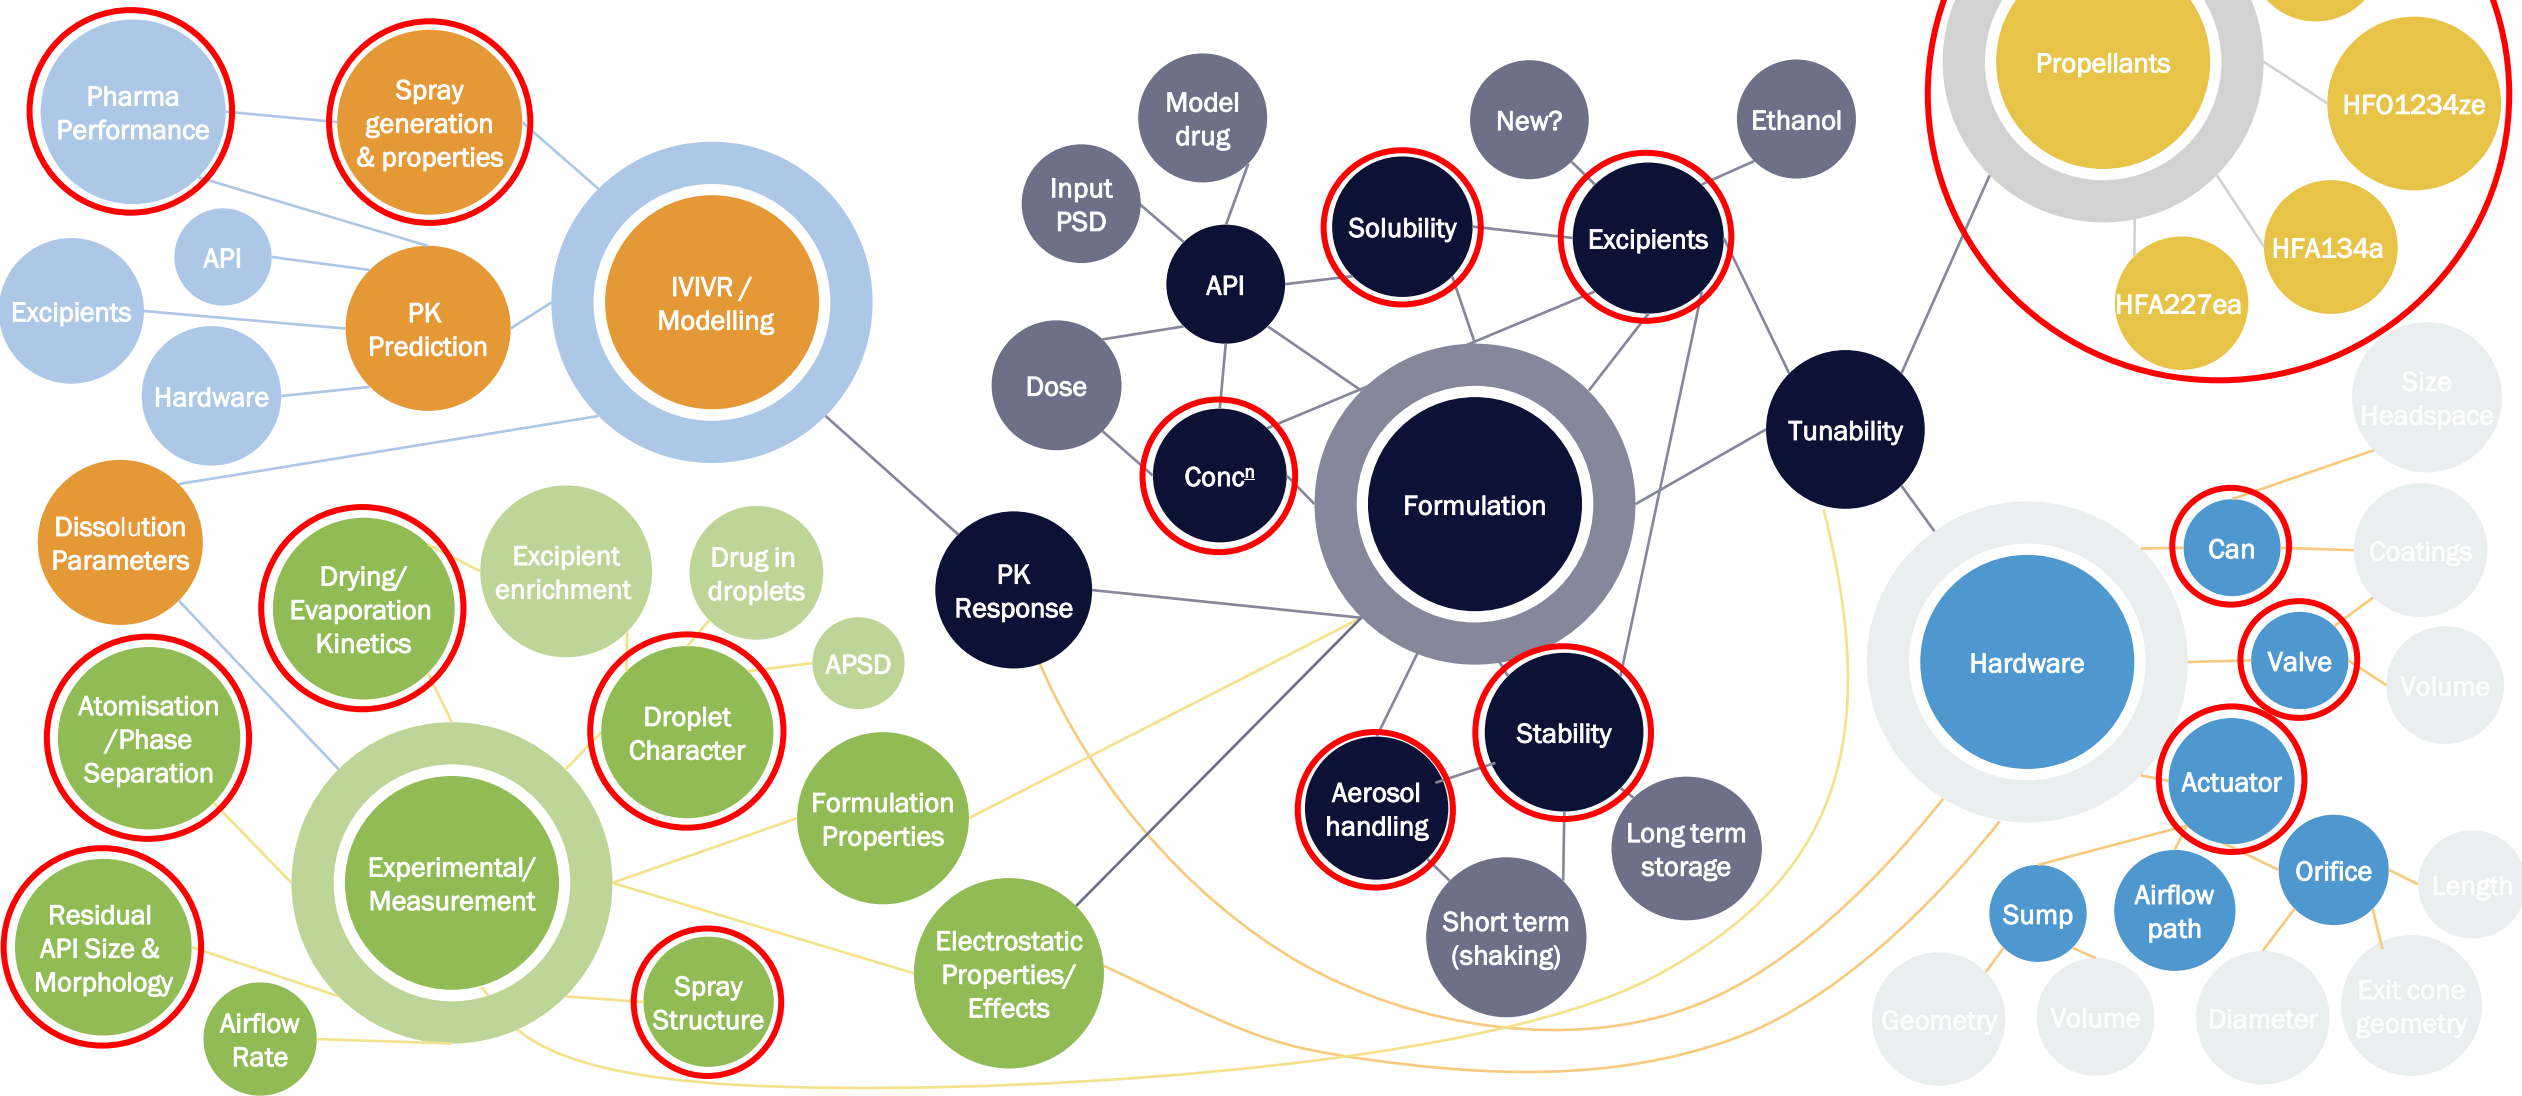 Pharma
Performance
Spray
generation
& properties
API
Excipients
Hardware
PK
Prediction
IVIVR /
Modelling
Dissolution
Parameters
Model
drug
Input
PSD
API
Dose
Conc<u>n</u>
Solubility
New?
Excipients
Ethanol
Formulation
Tunability
PK
Response
Stability
Aerosol
handling
Long term
storage
Short term
(shaking)
Propellants
HFO1234ze
HFA134a
HFA227ea
Size
Headspace
Can
Coatings
Valve
Volume
Hardware
Actuator
Orifice
Length
Airflow
path
Sump
Geometry
Volume
Diameter
Exit cone
geometry
Drying/
Evaporation
Kinetics
Excipient
enrichment
Drug in
droplets
APSD
Droplet
Character
Atomisation
/Phase
Separation
Formulation
Properties
Experimental/
Measurement
Residual
API Size &
Morphology
Airflow
Rate
Spray
Structure
Electrostatic
Properties/
Effects